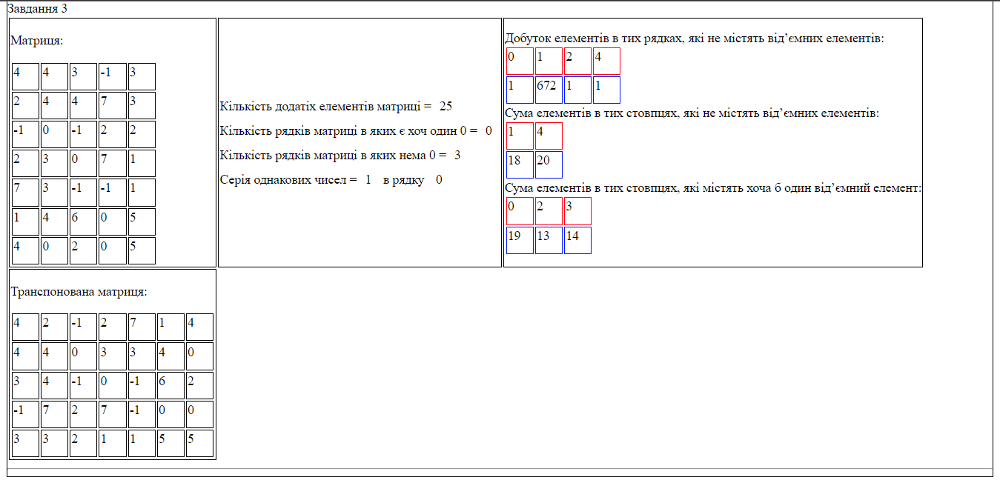 Завдання 3
Матриця:
4 4 3 -1 3
2 4 4 7 3
-1 0 -1 2 2
2 3 0 7 1
7 3 -1 -1 1
1 4 6 0 5
4 0 2 0 5
Кількість додатіх елементів матриці = 25
Кількість рядків матриці в яких є хоч один 0 = 0
Кількість рядків матриці в яких нема 0 = 3
Серія однакових чисел = 1 в рядку 0
Добуток елементів в тих рядках, які не містять від’ємних елементів:
0 1 2 4
1 672 1 1
Сума елементів в тих стовпцях, які не містять від’ємних елементів:
1 4
18 20
Сума елементів в тих стовпцях, які містять хоча б один від’ємний елемент:
0 2 3
19 13 14
Транспонована матриця:
4 2 -1 2 7 1 4
4 4 0 3 3 4 0
3 4 -1 0 -1 6 2
-1 7 2 7 -1 0 0
3 3 2 1 1 5 5